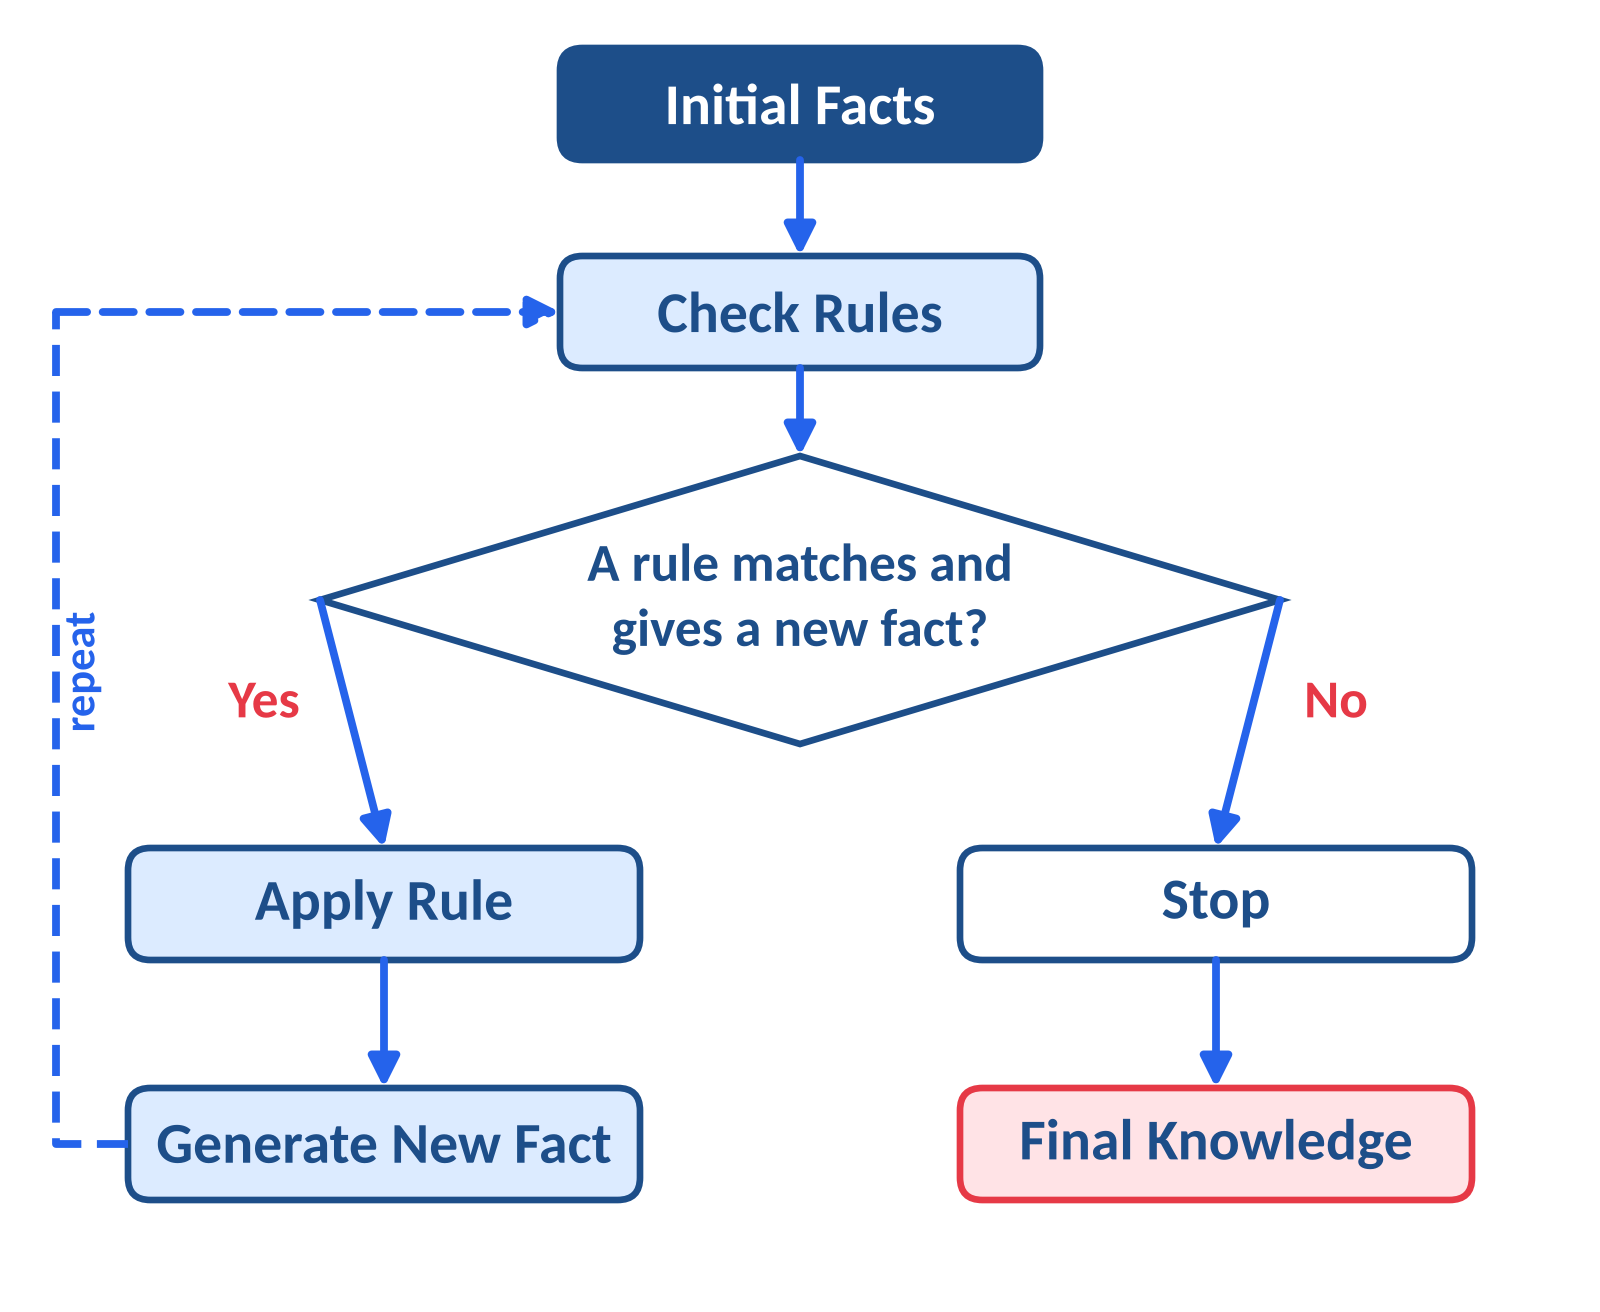 Initial Facts
Check Rules
A rule matches and
gives a new fact?
repeat
Yes
No
Apply Rule
Stop
Generate New Fact
Final Knowledge